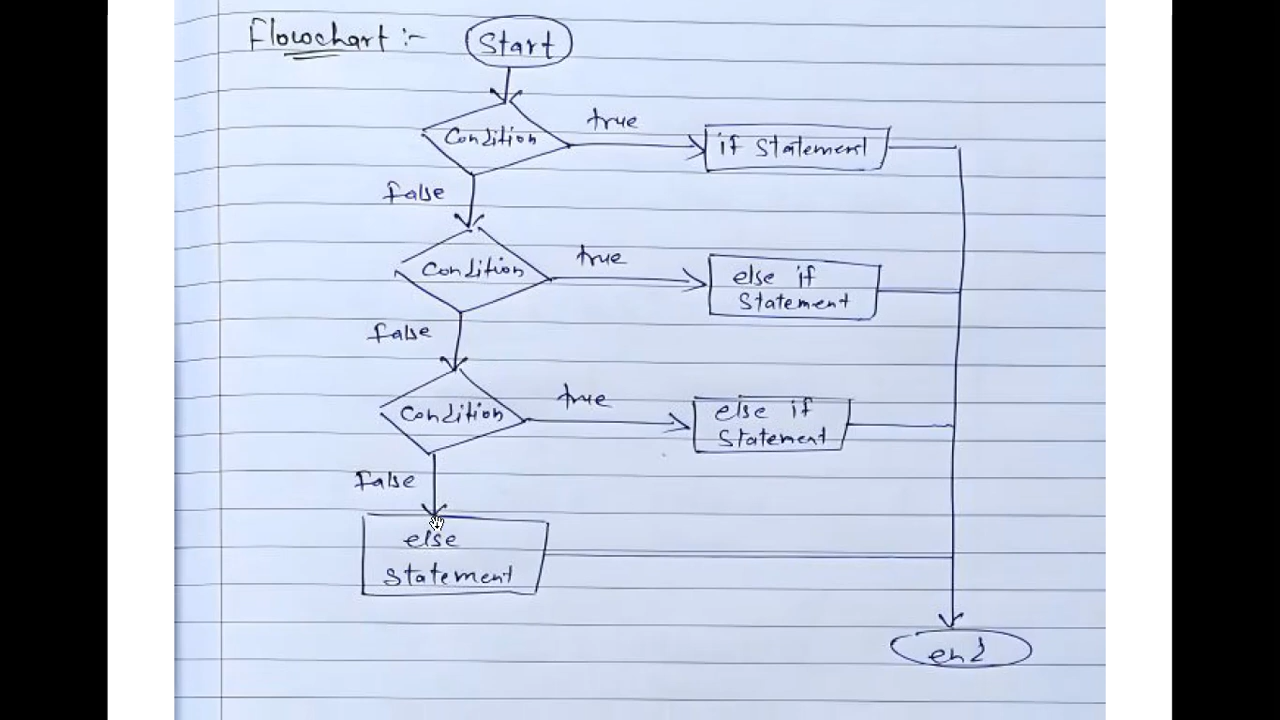 Flowchart :-
Start
Condition
true
if Statement
false
Condition
true
else if
Statement
false
Condition
true
else if
Statement
false
else
Statement
end